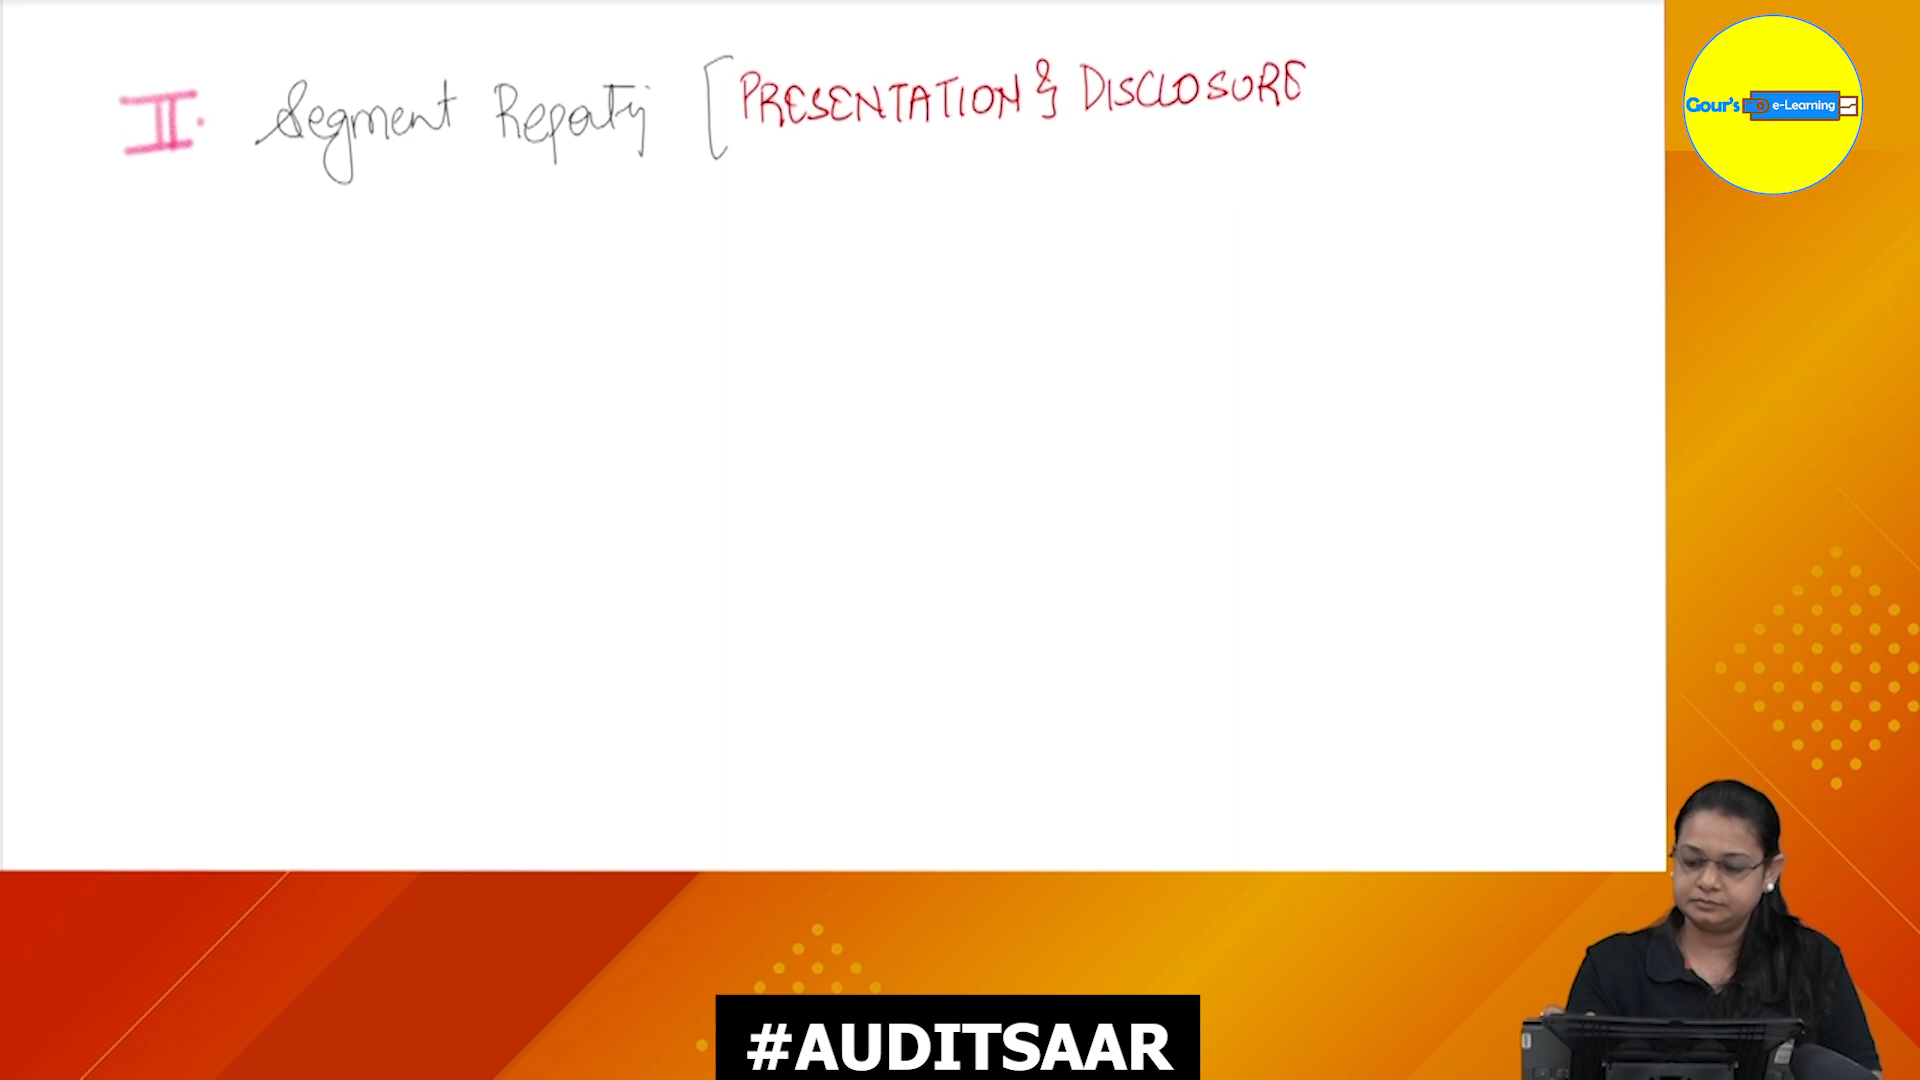 II. Segment Reporting [PRESENTATION & DISCLOSURE
Gour's e-Learning
#AUDITSAAR